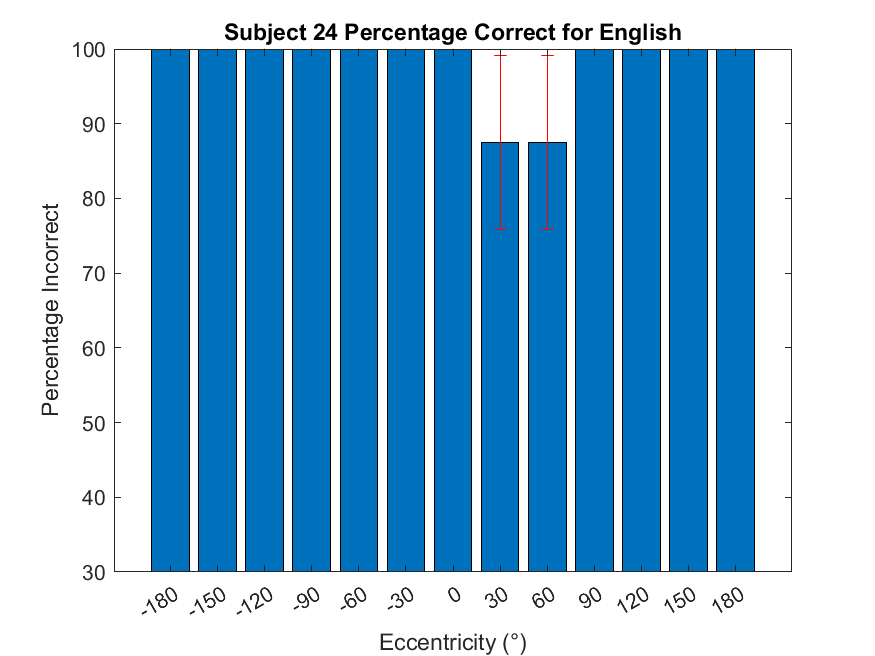 Subject 24 Percentage Correct for English
100
90
80
70
60
50
40
30
Percentage Incorrect
-180 -150 -120 -90 -60 -30 0 30 60 90 120 150 180
Eccentricity (°)